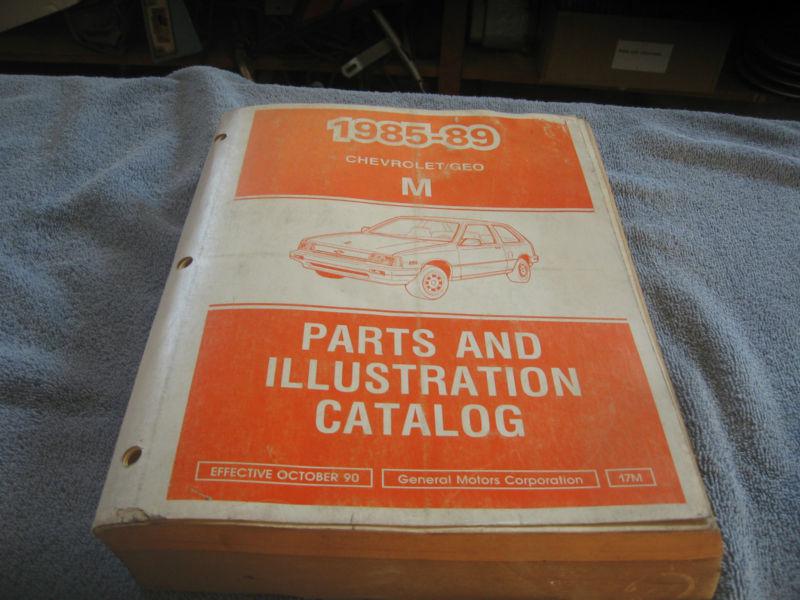 1985-89
CHEVROLET/GEO
M
PARTS AND
ILLUSTRATION
CATALOG
EFFECTIVE OCTOBER 90
General Motors Corporation
17M